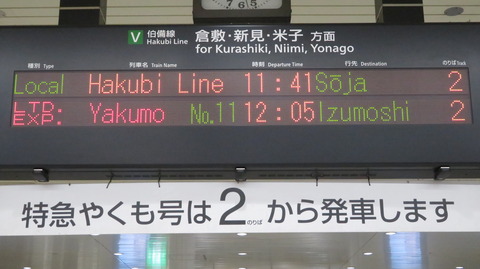 V 伯備線 倉敷・新見・米子 方面
Hakubi Line for Kurashiki, Niimi, Yonago
種別 Type 列車名 Train Name 時刻 Departure Time 行先 Destination のりば Track
Local Hakubi Line 11:41 Sōja 2
LTD. EXP: Yakumo No.11 12:05 Izumoshi 2
特急やくも号は2のりばから発車します